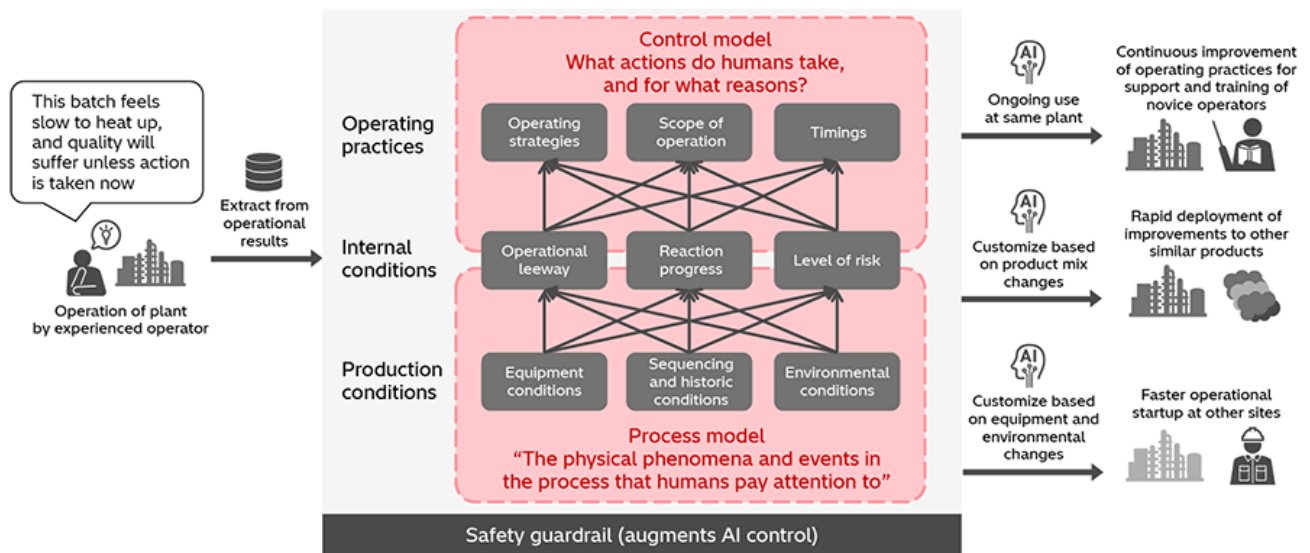 This batch feels
slow to heat up,
and quality will
suffer unless action
is taken now
Operation of plant
by experienced operator
Extract from
operational
results
Control model
What actions do humans take,
and for what reasons?
Operating
practices
Operating
strategies
Scope of
operation
Timings
Internal
conditions
Operational
leeway
Reaction
progress
Level of risk
Production
conditions
Equipment
conditions
Sequencing
and historic
conditions
Environmental
conditions
Process model
“The physical phenomena and events in
the process that humans pay attention to”
Safety guardrail (augments AI control)
AI
Ongoing use
at same plant
Continuous improvement
of operating practices for
support and training of
novice operators
AI
Customize based
on product mix
changes
Rapid deployment of
improvements to other
similar products
AI
Customize based
on equipment and
environmental
changes
Faster operational
startup at other sites